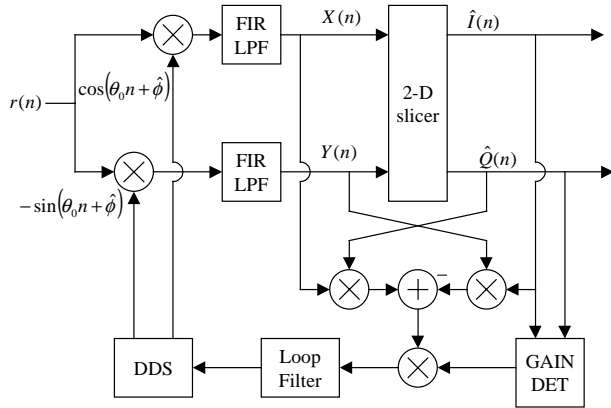 FIR
LPF
X(n)
Î(n)
cos(θ₀n + φ̂)
r(n)
2-D
slicer
FIR
LPF
Y(n)
Q̂(n)
−sin(θ₀n + φ̂)
−
+
DDS
Loop
Filter
GAIN
DET